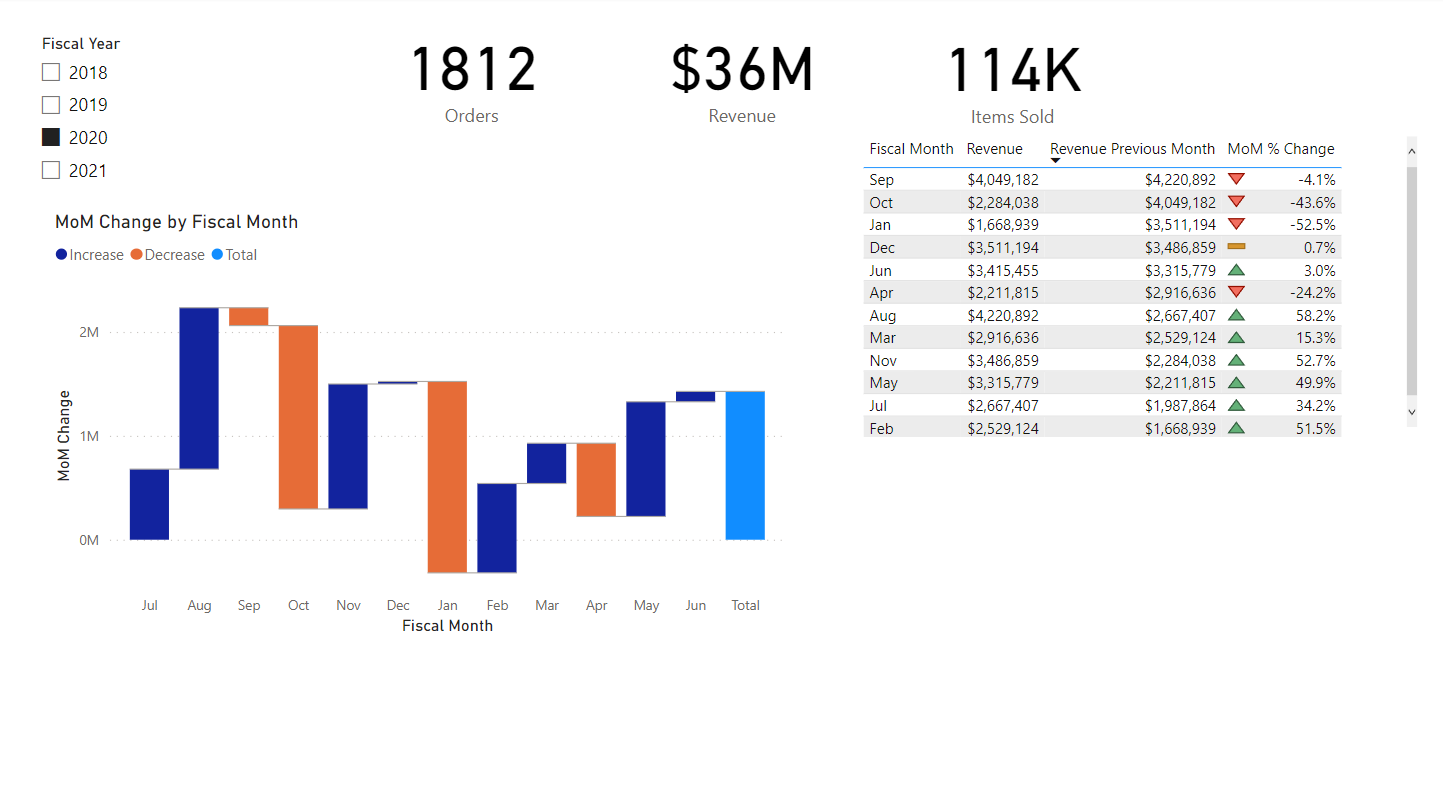 Fiscal Year
2018
2019
2020
2021
1812
Orders
$36M
Revenue
114K
Items Sold
MoM Change by Fiscal Month
Increase Decrease Total
MoM Change
2M
1M
0M
Jul Aug Sep Oct Nov Dec Jan Feb Mar Apr May Jun Total
Fiscal Month
Fiscal Month Revenue Revenue Previous Month MoM % Change
Sep $4,049,182 $4,220,892 -4.1%
Oct $2,284,038 $4,049,182 -43.6%
Jan $1,668,939 $3,511,194 -52.5%
Dec $3,511,194 $3,486,859 0.7%
Jun $3,415,455 $3,315,779 3.0%
Apr $2,211,815 $2,916,636 -24.2%
Aug $4,220,892 $2,667,407 58.2%
Mar $2,916,636 $2,529,124 15.3%
Nov $3,486,859 $2,284,038 52.7%
May $3,315,779 $2,211,815 49.9%
Jul $2,667,407 $1,987,864 34.2%
Feb $2,529,124 $1,668,939 51.5%